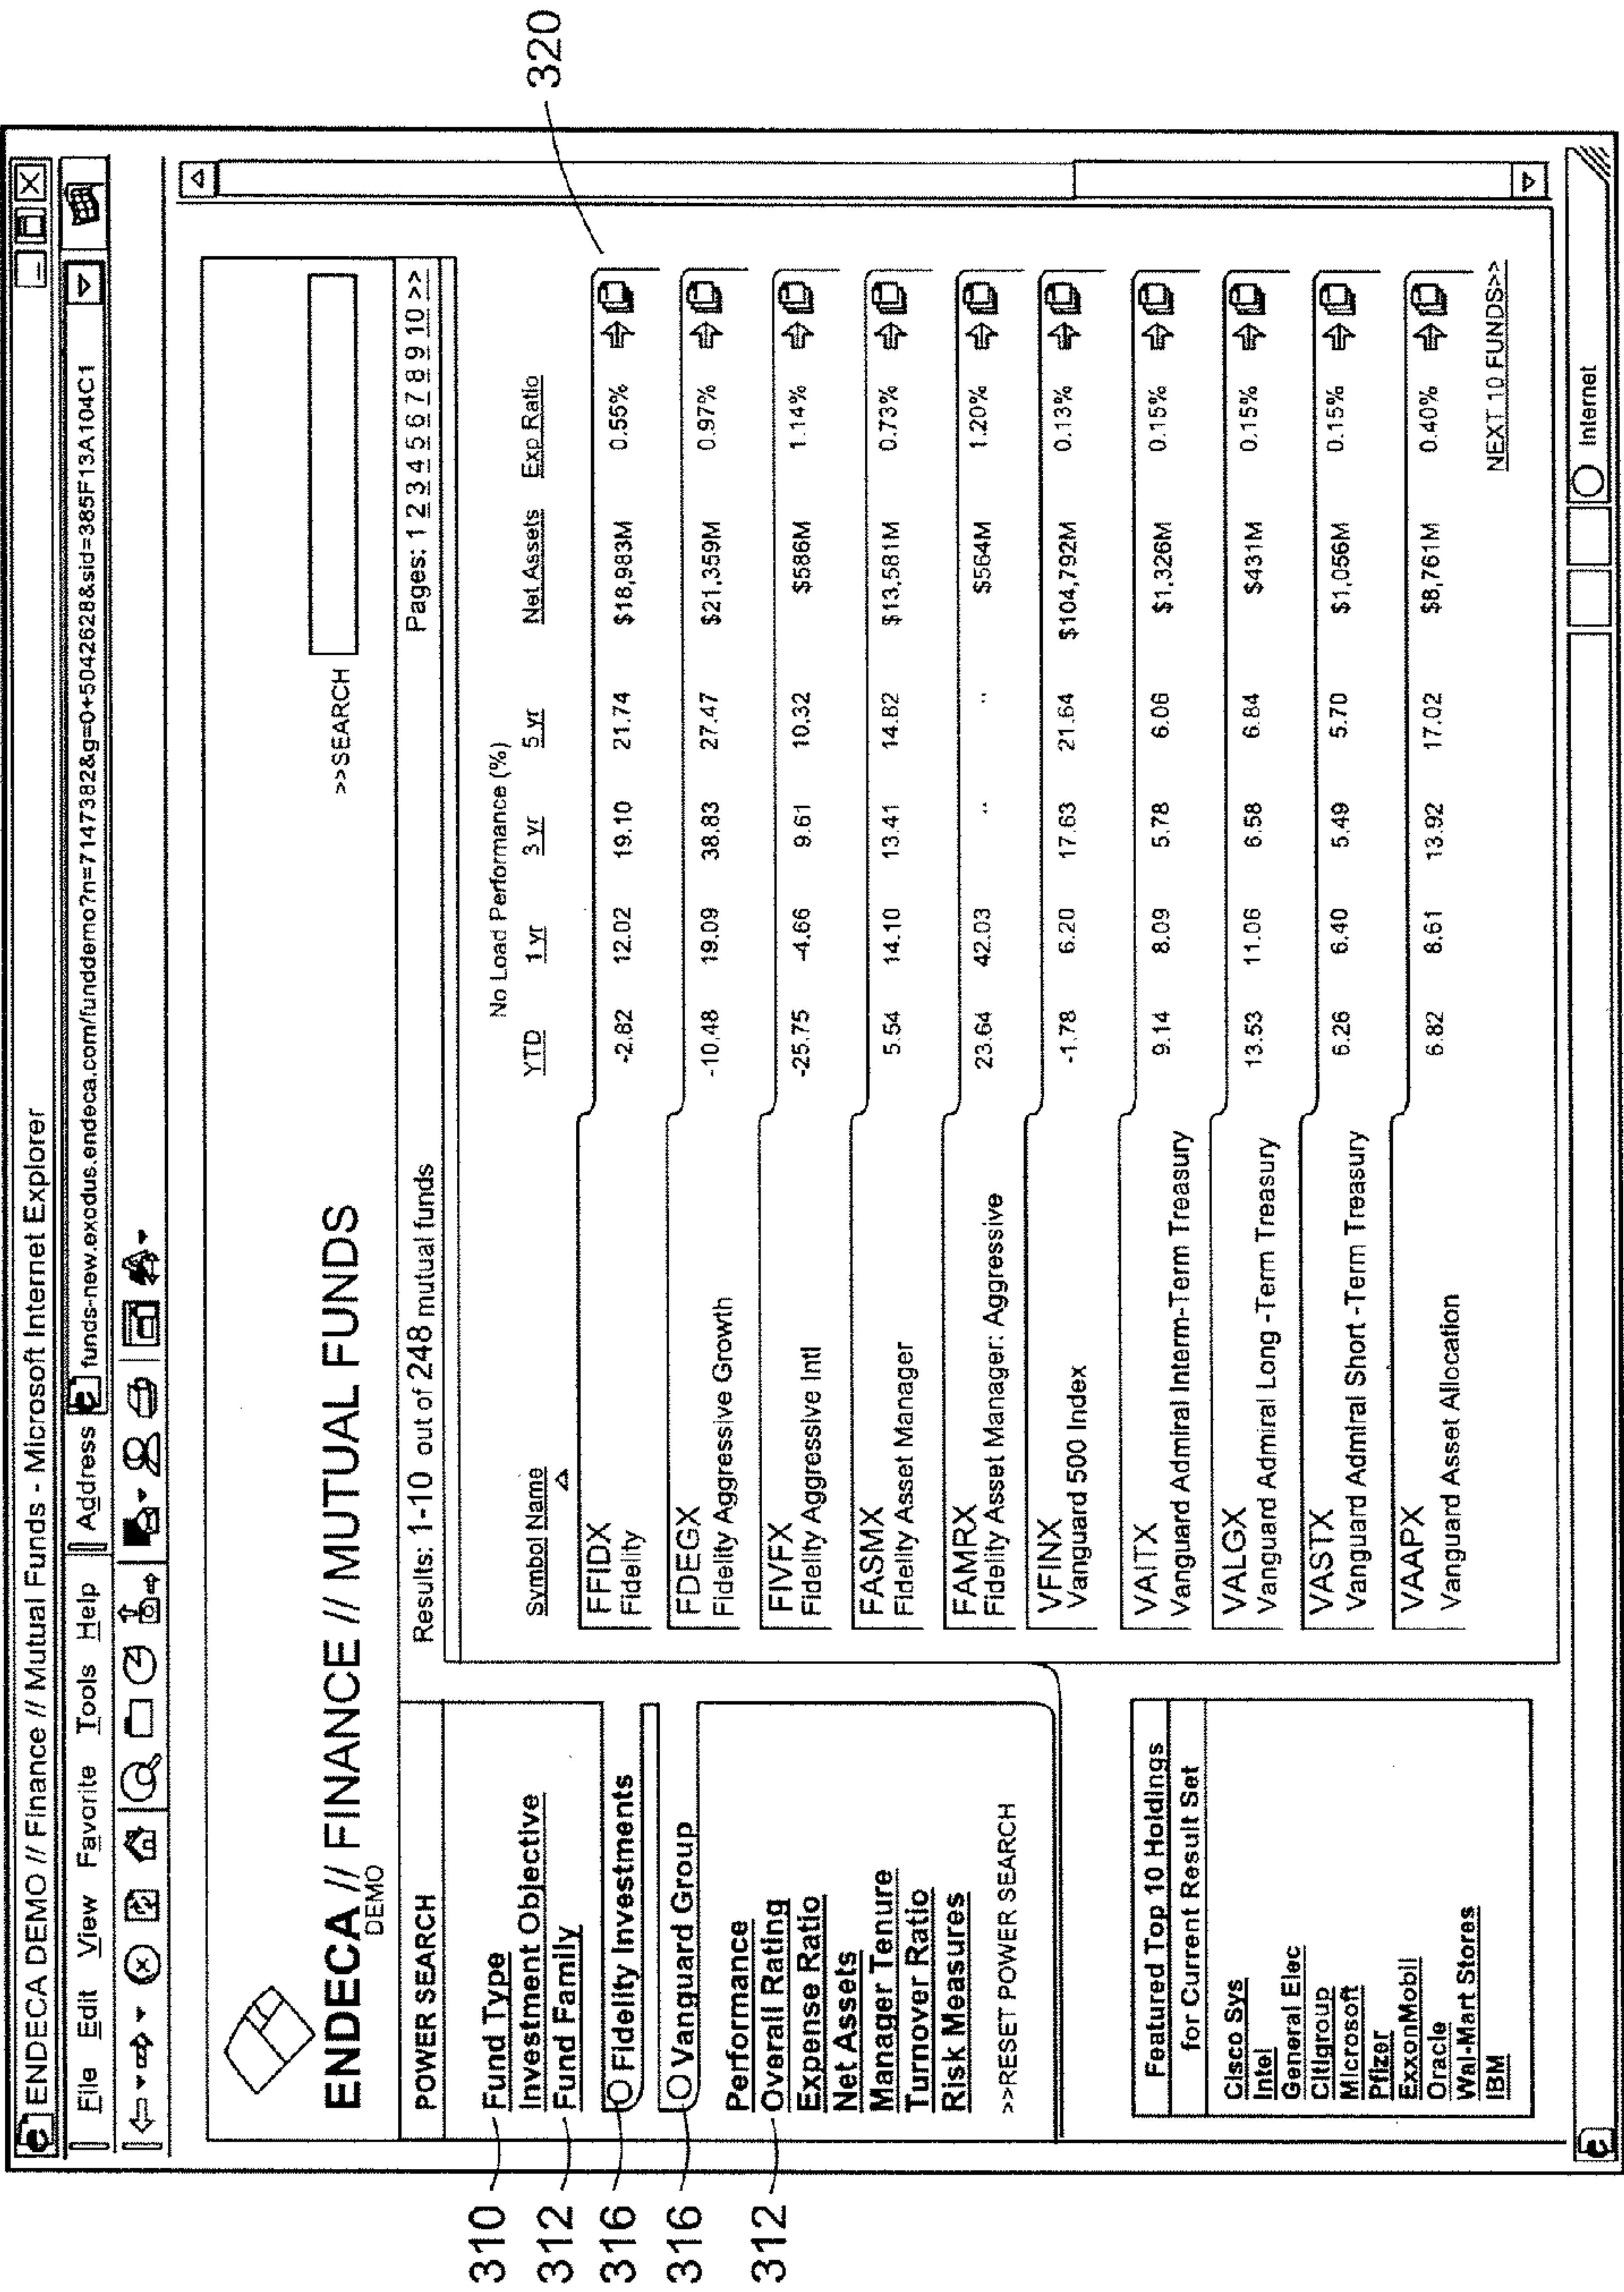 ENDECA DEMO // Finance // Mutual Funds - Microsoft Internet Explorer
File Edit View Favorite Tools Help Address funds-new.exodus.endeca.com/funddemo?n=7147382&g=0+5042628&sid=385F13A104C1
ENDECA // FINANCE // MUTUAL FUNDS
DEMO
>>SEARCH
POWER SEARCH
Results: 1-10 out of 248 mutual funds
Pages: 1 2 3 4 5 6 7 8 9 10 >>
310
Fund Type
Investment Objective
312
Fund Family
316
Fidelity Investments
316
Vanguard Group
Performance
312
Overall Rating
Expense Ratio
Net Assets
Manager Tenure
Turnover Ratio
Risk Measures
>>RESET POWER SEARCH
Featured Top 10 Holdings
for Current Result Set
Cisco Sys
Intel
General Elec
Citigroup
Microsoft
Pfizer
ExxonMobil
Oracle
Wal-Mart Stores
IBM
No Load Performance (%)
Symbol Name YTD 1 yr 3 yr 5 yr Net Assets Exp Ratio
320
FFIDX
Fidelity -2.82 12.02 19.10 21.74 $18,983M 0.55%
FDEGX
Fidelity Aggressive Growth -10.48 19.09 38.83 27.47 $21,359M 0.97%
FIVFX
Fidelity Aggressive Intl -25.75 -4.66 9.61 10.32 $586M 1.14%
FASMX
Fidelity Asset Manager 5.54 14.10 13.41 14.82 $13,581M 0.73%
FAMRX
Fidelity Asset Manager: Aggressive 23.64 42.03 -- -- $564M 1.20%
VFINX
Vanguard 500 Index -1.78 6.20 17.63 21.64 $104,792M 0.13%
VAITX
Vanguard Admiral Interm-Term Treasury 9.14 8.09 5.78 6.06 $1,326M 0.15%
VALGX
Vanguard Admiral Long -Term Treasury 13.53 11.06 6.58 6.84 $431M 0.15%
VASTX
Vanguard Admiral Short -Term Treasury 6.26 6.40 5.49 5.70 $1,056M 0.15%
VAAPX
Vanguard Asset Allocation 6.82 8.61 13.92 17.02 $8,761M 0.40%
NEXT 10 FUNDS>>
Internet